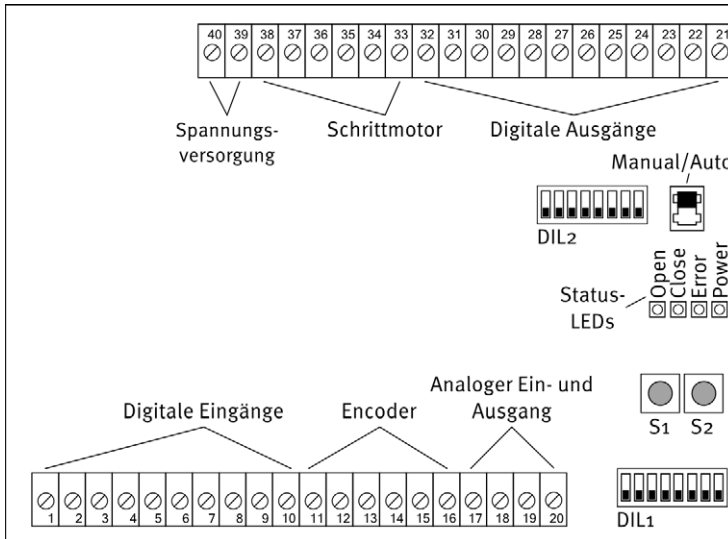 40 39 38 37 36 35 34 33 32 31 30 29 28 27 26 25 24 23 22 21
Spannungs-
versorgung
Schrittmotor
Digitale Ausgänge
Manual/Auto
DIL2
Status-
LEDs
Open
Close
Error
Power
Digitale Eingänge
Encoder
Analoger Ein- und
Ausgang
S1 S2
1 2 3 4 5 6 7 8 9 10 11 12 13 14 15 16 17 18 19 20
DIL1